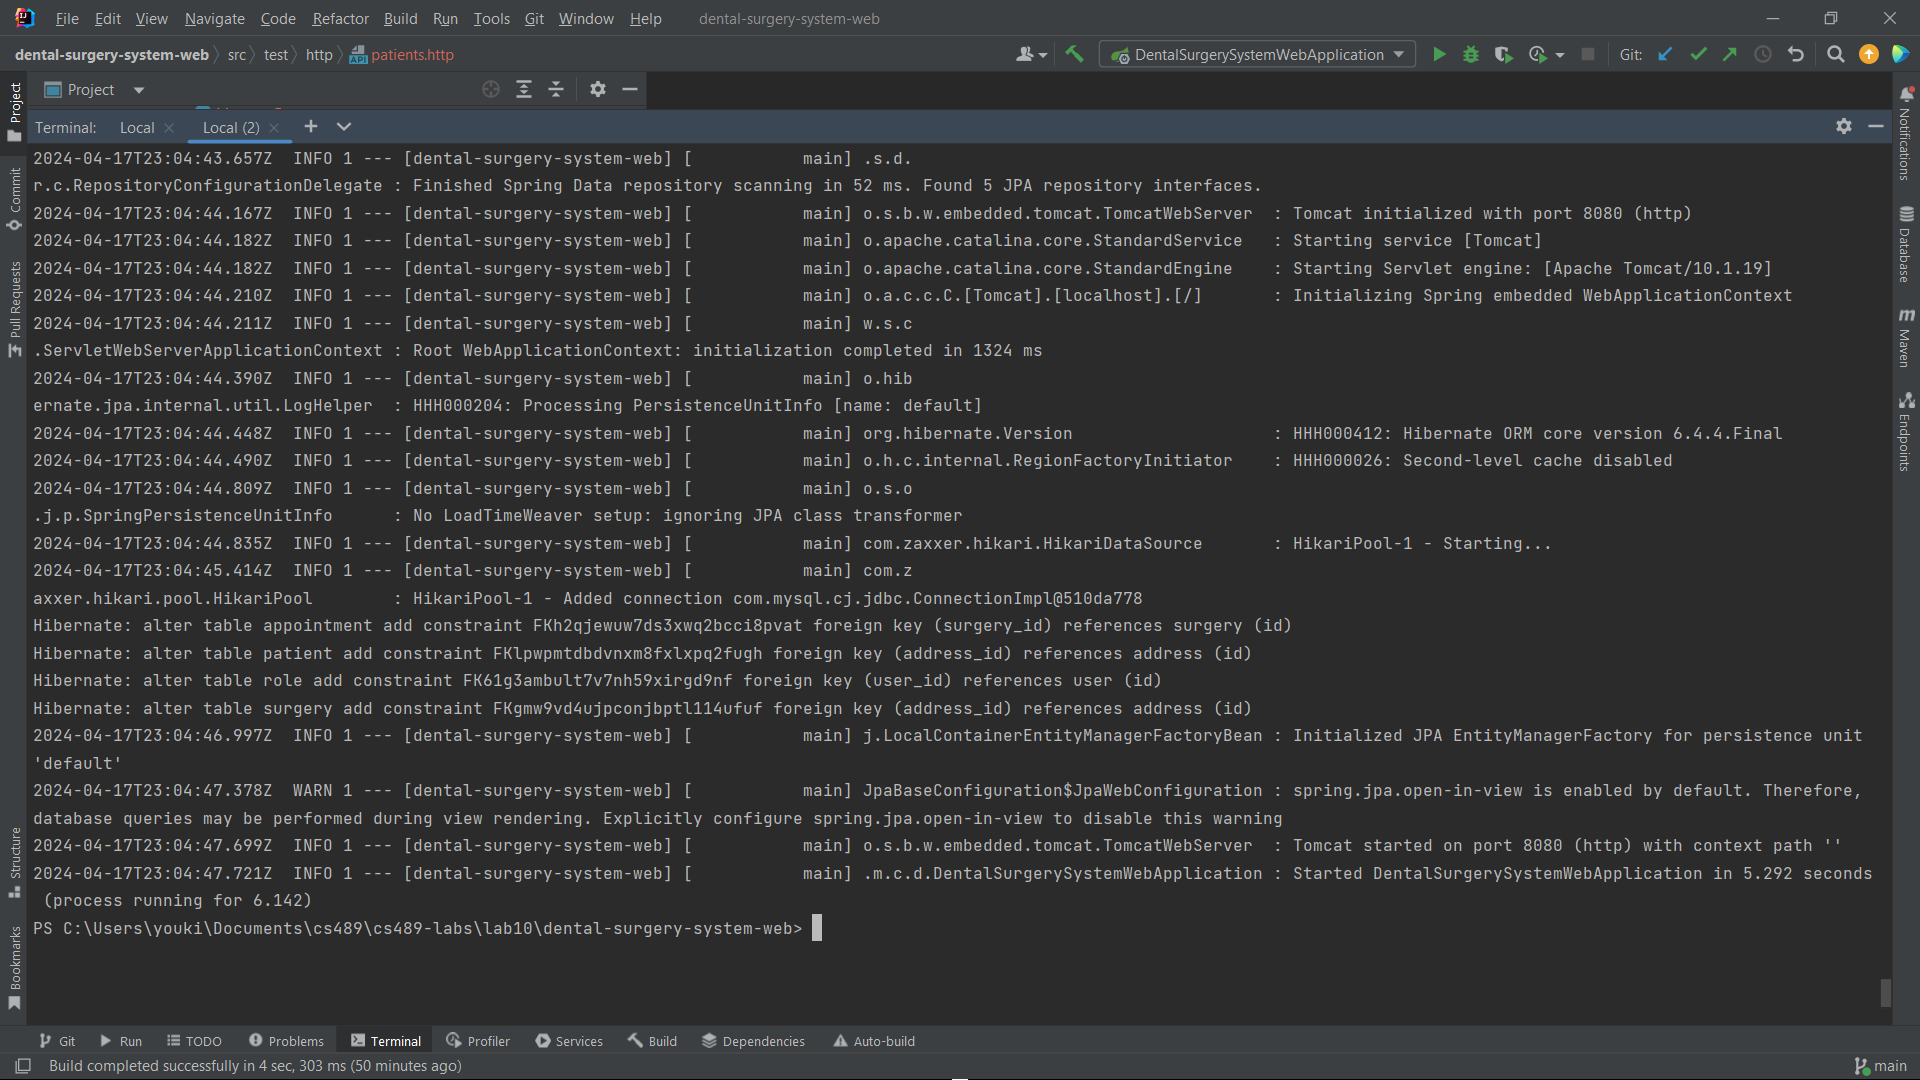 File Edit View Navigate Code Refactor Build Run Tools Git Window Help dental-surgery-system-web
dental-surgery-system-web src test http patients.http DentalSurgerySystemWebApplication Git:
Project
Terminal: Local Local (2)
2024-04-17T23:04:43.657Z  INFO 1 --- [dental-surgery-system-web] [           main] .s.d.
r.c.RepositoryConfigurationDelegate : Finished Spring Data repository scanning in 52 ms. Found 5 JPA repository interfaces.
2024-04-17T23:04:44.167Z  INFO 1 --- [dental-surgery-system-web] [           main] o.s.b.w.embedded.tomcat.TomcatWebServer  : Tomcat initialized with port 8080 (http)
2024-04-17T23:04:44.182Z  INFO 1 --- [dental-surgery-system-web] [           main] o.apache.catalina.core.StandardService   : Starting service [Tomcat]
2024-04-17T23:04:44.182Z  INFO 1 --- [dental-surgery-system-web] [           main] o.apache.catalina.core.StandardEngine    : Starting Servlet engine: [Apache Tomcat/10.1.19]
2024-04-17T23:04:44.210Z  INFO 1 --- [dental-surgery-system-web] [           main] o.a.c.c.C.[Tomcat].[localhost].[/]       : Initializing Spring embedded WebApplicationContext
2024-04-17T23:04:44.211Z  INFO 1 --- [dental-surgery-system-web] [           main] w.s.c
.ServletWebServerApplicationContext : Root WebApplicationContext: initialization completed in 1324 ms
2024-04-17T23:04:44.390Z  INFO 1 --- [dental-surgery-system-web] [           main] o.hib
ernate.jpa.internal.util.LogHelper  : HHH000204: Processing PersistenceUnitInfo [name: default]
2024-04-17T23:04:44.448Z  INFO 1 --- [dental-surgery-system-web] [           main] org.hibernate.Version                    : HHH000412: Hibernate ORM core version 6.4.4.Final
2024-04-17T23:04:44.490Z  INFO 1 --- [dental-surgery-system-web] [           main] o.h.c.internal.RegionFactoryInitiator    : HHH000026: Second-level cache disabled
2024-04-17T23:04:44.809Z  INFO 1 --- [dental-surgery-system-web] [           main] o.s.o
.j.p.SpringPersistenceUnitInfo      : No LoadTimeWeaver setup: ignoring JPA class transformer
2024-04-17T23:04:44.835Z  INFO 1 --- [dental-surgery-system-web] [           main] com.zaxxer.hikari.HikariDataSource       : HikariPool-1 - Starting...
2024-04-17T23:04:45.414Z  INFO 1 --- [dental-surgery-system-web] [           main] com.z
axxer.hikari.pool.HikariPool        : HikariPool-1 - Added connection com.mysql.cj.jdbc.ConnectionImpl@510da778
Hibernate: alter table appointment add constraint FKh2qjewuw7ds3xwq2bcci8pvat foreign key (surgery_id) references surgery (id)
Hibernate: alter table patient add constraint FKlpwpmtdbdvnxm8fxlxpq2fugh foreign key (address_id) references address (id)
Hibernate: alter table role add constraint FK61g3ambult7v7nh59xirgd9nf foreign key (user_id) references user (id)
Hibernate: alter table surgery add constraint FKgmw9vd4ujpconjbptl114ufuf foreign key (address_id) references address (id)
2024-04-17T23:04:46.997Z  INFO 1 --- [dental-surgery-system-web] [           main] j.LocalContainerEntityManagerFactoryBean : Initialized JPA EntityManagerFactory for persistence unit
'default'
2024-04-17T23:04:47.378Z  WARN 1 --- [dental-surgery-system-web] [           main] JpaBaseConfiguration$JpaWebConfiguration : spring.jpa.open-in-view is enabled by default. Therefore,
database queries may be performed during view rendering. Explicitly configure spring.jpa.open-in-view to disable this warning
2024-04-17T23:04:47.699Z  INFO 1 --- [dental-surgery-system-web] [           main] o.s.b.w.embedded.tomcat.TomcatWebServer  : Tomcat started on port 8080 (http) with context path ''
2024-04-17T23:04:47.721Z  INFO 1 --- [dental-surgery-system-web] [           main] .m.c.d.DentalSurgerySystemWebApplication : Started DentalSurgerySystemWebApplication in 5.292 seconds
(process running for 6.142)
PS C:\Users\youki\Documents\cs489\cs489-labs\lab10\dental-surgery-system-web>
Project
Commit
Pull Requests
Structure
Bookmarks
Notifications
Database
Maven
Endpoints
Git Run TODO Problems Terminal Profiler Services Build Dependencies Auto-build
Build completed successfully in 4 sec, 303 ms (50 minutes ago) main